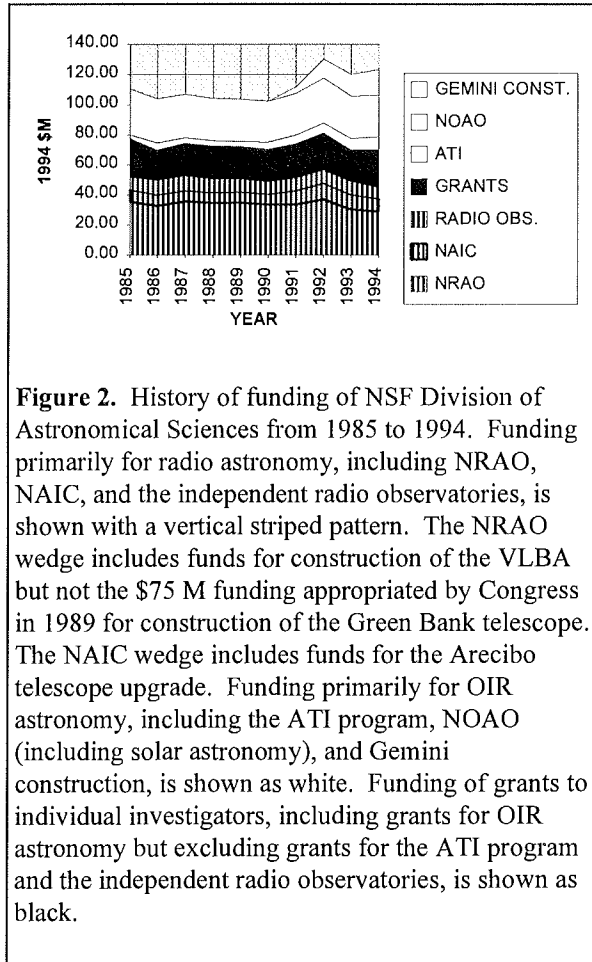 140.00
120.00
100.00
80.00
60.00
40.00
20.00
0.00
1994 $M
1985
1986
1987
1988
1989
1990
1991
1992
1993
1994
YEAR
GEMINI CONST.
NOAO
ATI
GRANTS
RADIO OBS.
NAIC
NRAO
Figure 2. History of funding of NSF Division of
Astronomical Sciences from 1985 to 1994. Funding
primarily for radio astronomy, including NRAO,
NAIC, and the independent radio observatories, is
shown with a vertical striped pattern. The NRAO
wedge includes funds for construction of the VLBA
but not the $75 M funding appropriated by Congress
in 1989 for construction of the Green Bank telescope.
The NAIC wedge includes funds for the Arecibo
telescope upgrade. Funding primarily for OIR
astronomy, including the ATI program, NOAO
(including solar astronomy), and Gemini
construction, is shown as white. Funding of grants to
individual investigators, including grants for OIR
astronomy but excluding grants for the ATI program
and the independent radio observatories, is shown as
black.